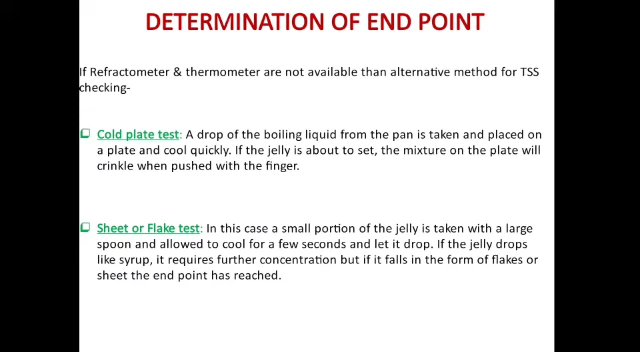 DETERMINATION OF END POINT
If Refractometer & thermometer are not available than alternative method for TSS
checking-
Cold plate test: A drop of the boiling liquid from the pan is taken and placed on
a plate and cool quickly. If the jelly is about to set, the mixture on the plate will
crinkle when pushed with the finger.
Sheet or Flake test: In this case a small portion of the jelly is taken with a large
spoon and allowed to cool for a few seconds and let it drop. If the jelly drops
like syrup, it requires further concentration but if it falls in the form of flakes or
sheet the end point has reached.